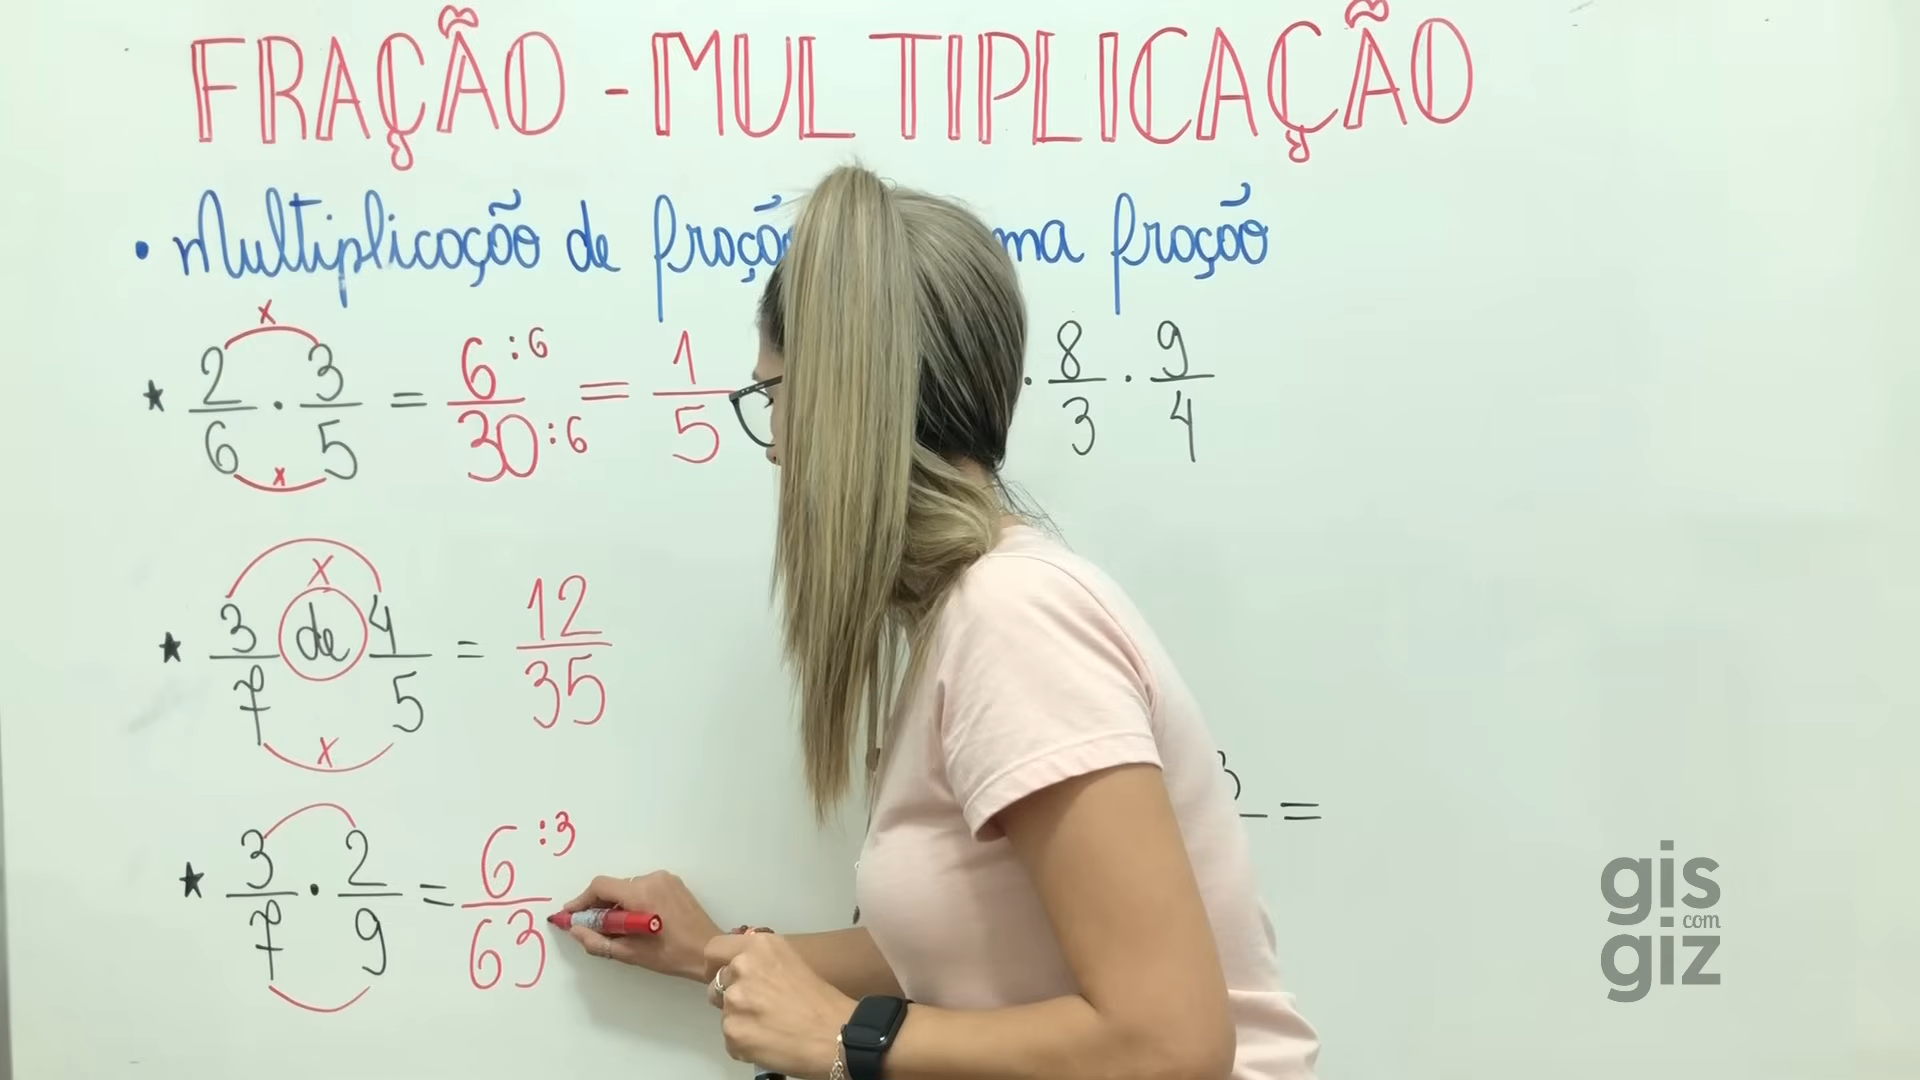 FRAÇÃO - MULTIPLICAÇÃO
• Multiplicação de fração ma fração
★ 2/6 · 3/5 = 6:6/30:6 = 1/5
x
x
· 8/3 · 9/4
★ 3/7 de 4/5 = 12/35
x
x
★ 3/7 · 2/9 = 6:3/63
3 =
gis
com
giz